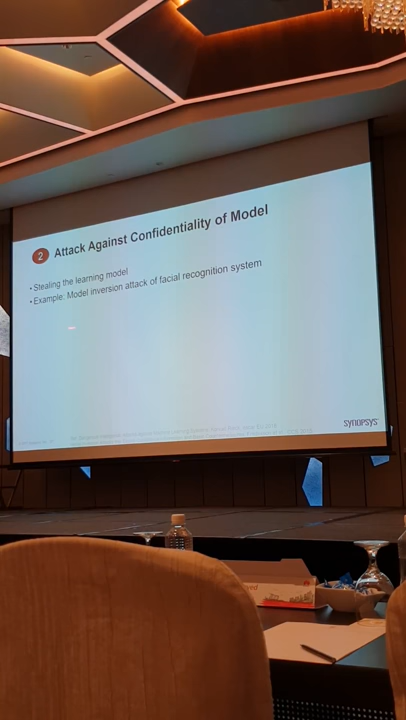 2
Attack Against Confidentiality of Model
• Stealing the learning model
• Example: Model inversion attack of facial recognition system
SYNOPSYS